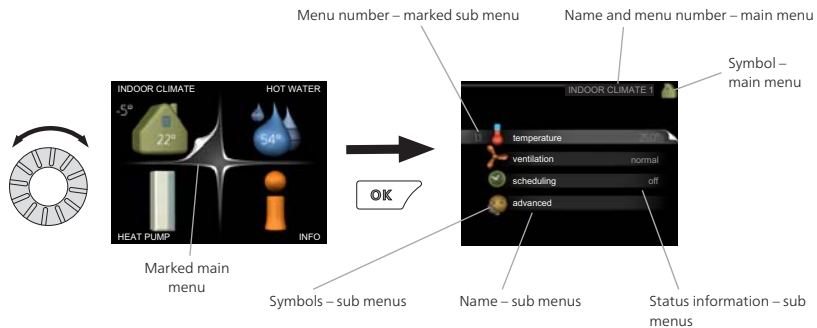 Menu number – marked sub menu
Name and menu number – main menu
Symbol –
main menu
INDOOR CLIMATE
HOT WATER
-5°
22°
54°
HEAT PUMP
INFO
OK
INDOOR CLIMATE 1
temperature
ventilation
normal
scheduling
off
advanced
Marked main
menu
Symbols – sub menus
Name – sub menus
Status information – sub
menus